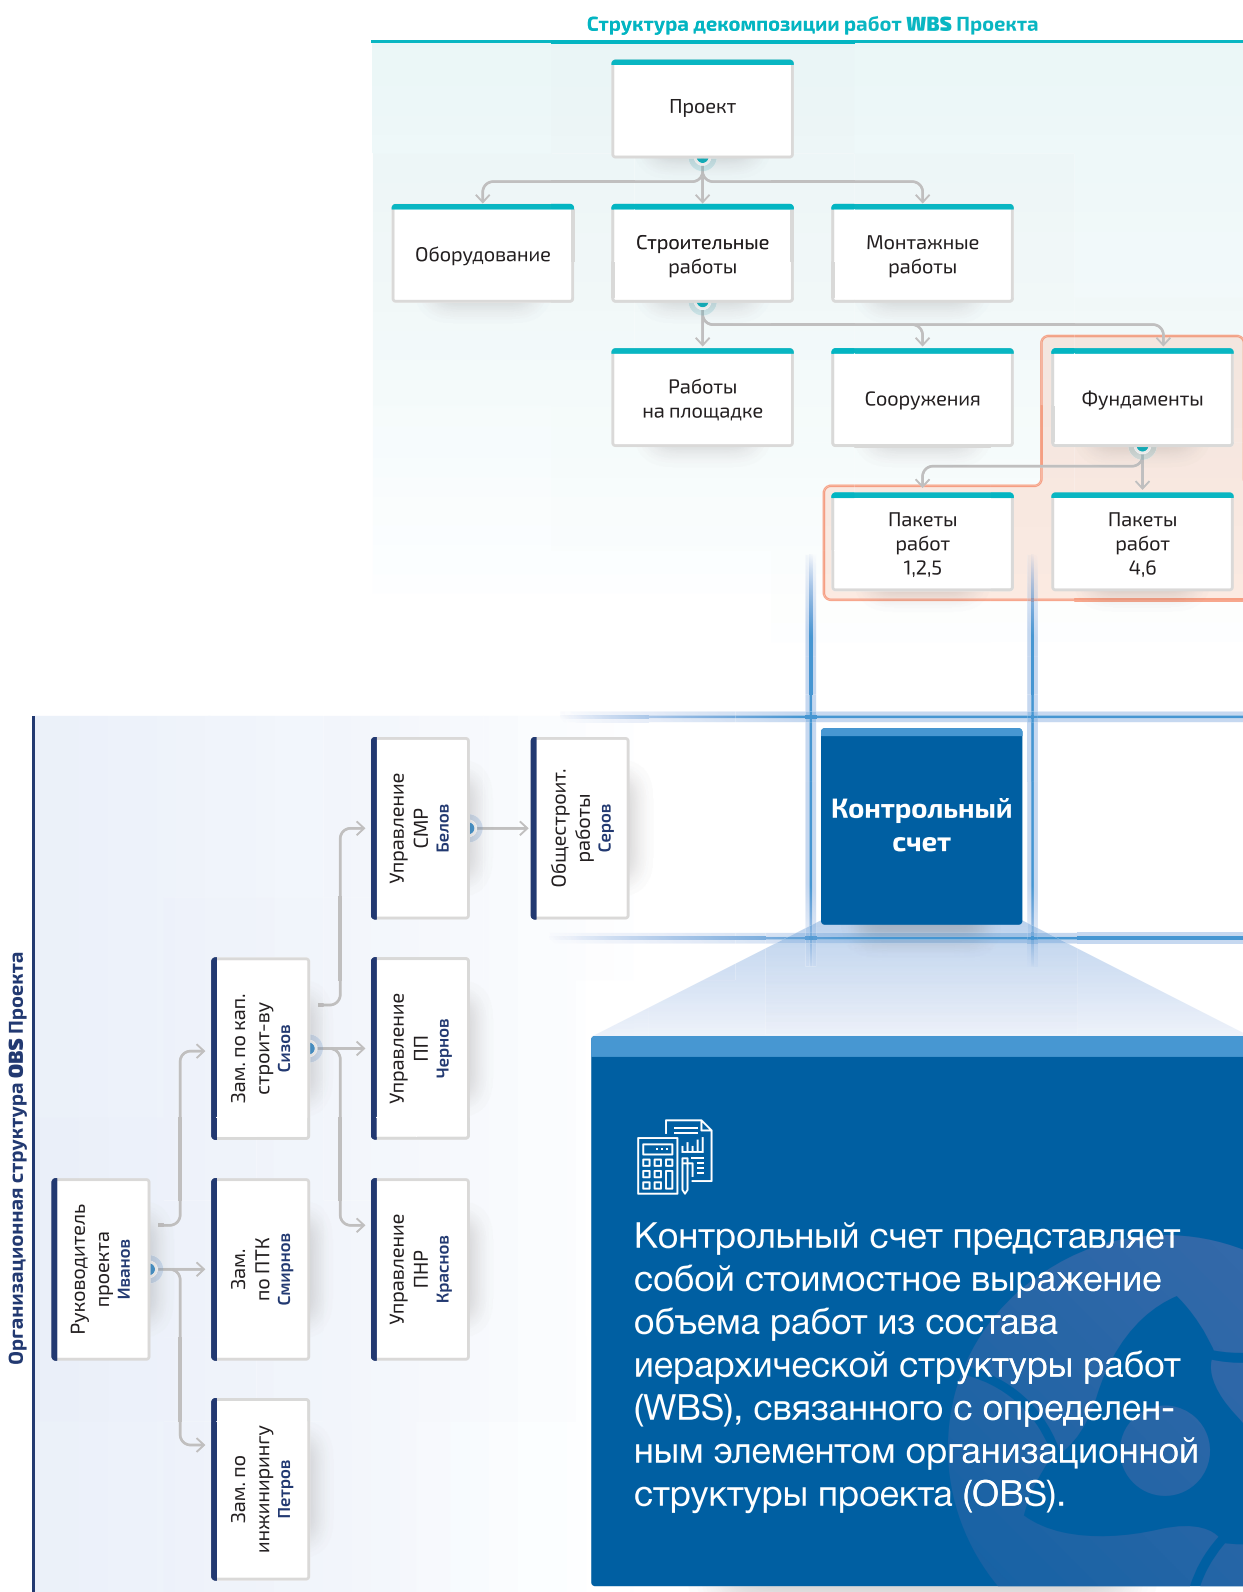 Структура декомпозиции работ WBS Проекта
Проект
Оборудование
Строительные
работы
Монтажные
работы
Работы
на площадке
Сооружения
Фундаменты
Пакеты
работ
1,2,5
Пакеты
работ
4,6
Организационная структура OBS Проекта
Руководитель
проекта
Иванов
Зам. по кап.
строит-ву
Сизов
Зам.
по ПТК
Смирнов
Зам. по
инжинирингу
Петров
Управление
СМР
Белов
Управление
ПП
Чернов
Управление
ПНР
Краснов
Общестроит.
работы
Серов
Контрольный
счет
Контрольный счет представляет
собой стоимостное выражение
объема работ из состава
иерархической структуры работ
(WBS), связанного с определен-
ным элементом организационной
структуры проекта (OBS).